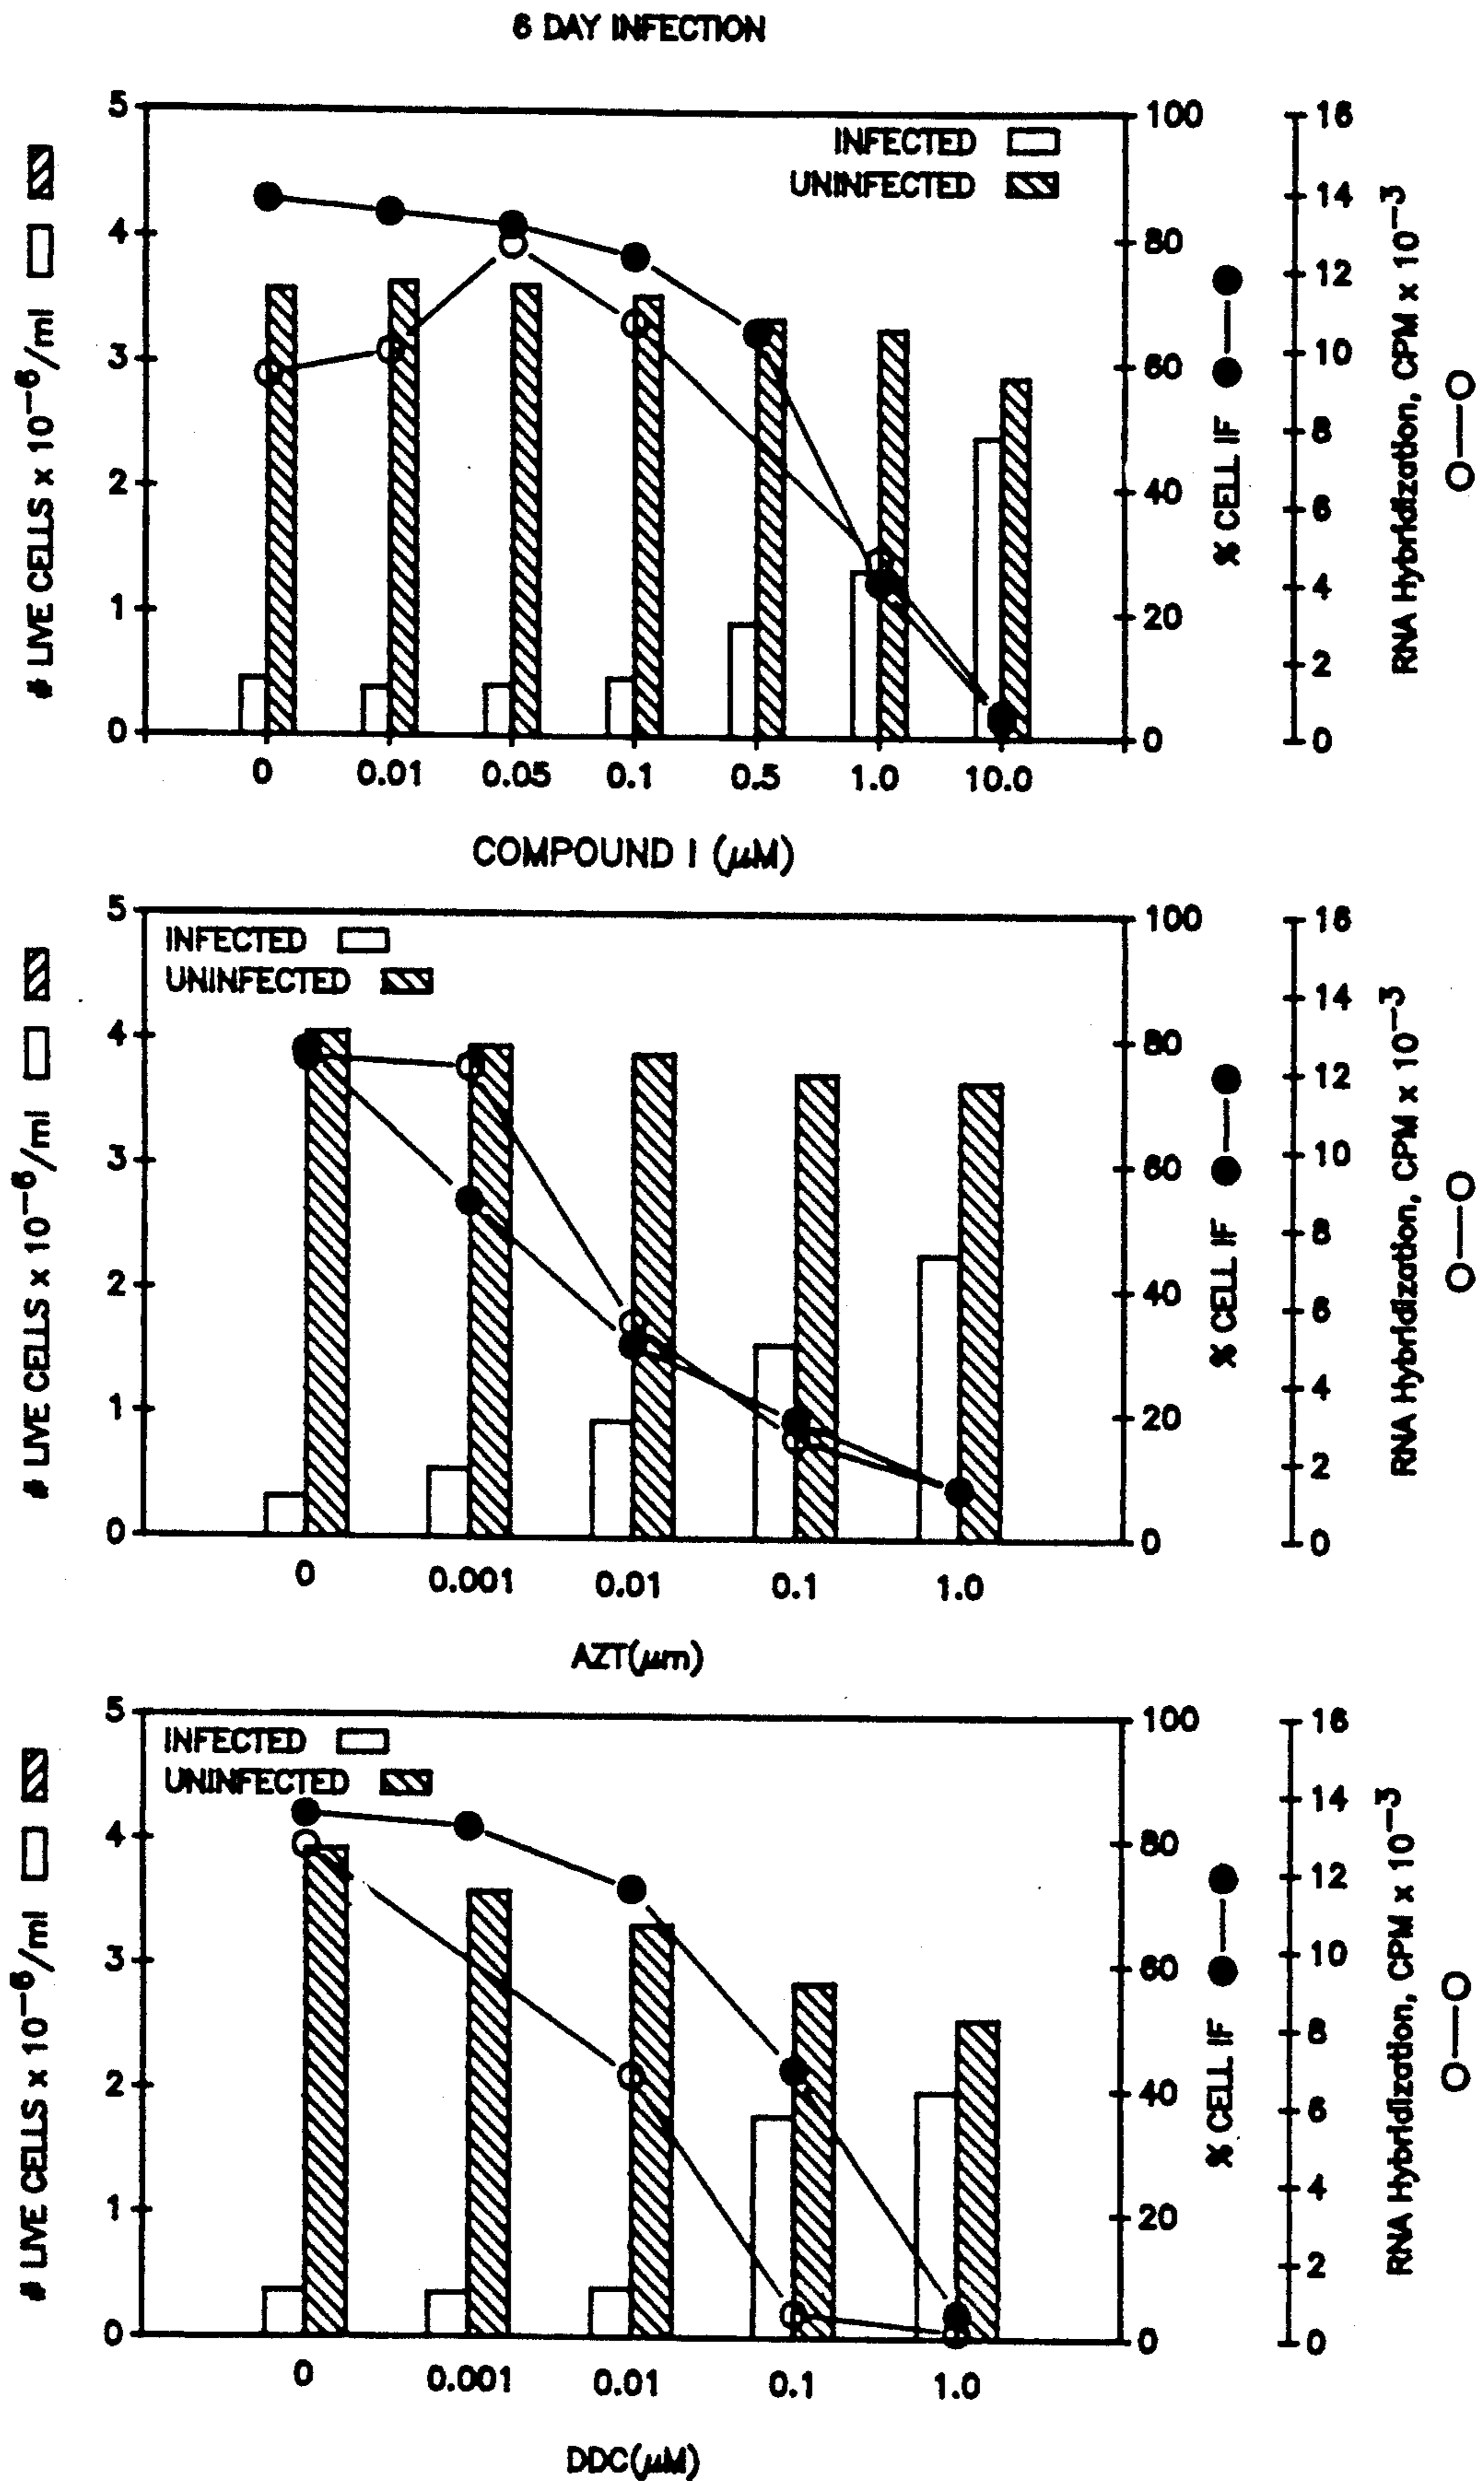 6 DAY INFECTION
# LIVE CELLS x 10⁻⁶/ml
5
4
3
2
1
0
INFECTED
UNINFECTED
100
80
60
40
20
0
% CELL IF
16
14
12
10
8
6
4
2
0
RNA Hybridization, CPM x 10⁻³
0 0.01 0.05 0.1 0.5 1.0 10.0
COMPOUND I (μM)
# LIVE CELLS x 10⁻⁶/ml
5
4
3
2
1
0
INFECTED
UNINFECTED
100
80
60
40
20
0
% CELL IF
16
14
12
10
8
6
4
2
0
RNA Hybridization, CPM x 10⁻³
0 0.001 0.01 0.1 1.0
AZT(μm)
# LIVE CELLS x 10⁻⁶/ml
5
4
3
2
1
0
INFECTED
UNINFECTED
100
80
60
40
20
0
% CELL IF
16
14
12
10
8
6
4
2
0
RNA Hybridization, CPM x 10⁻³
0 0.001 0.01 0.1 1.0
DDC(μM)